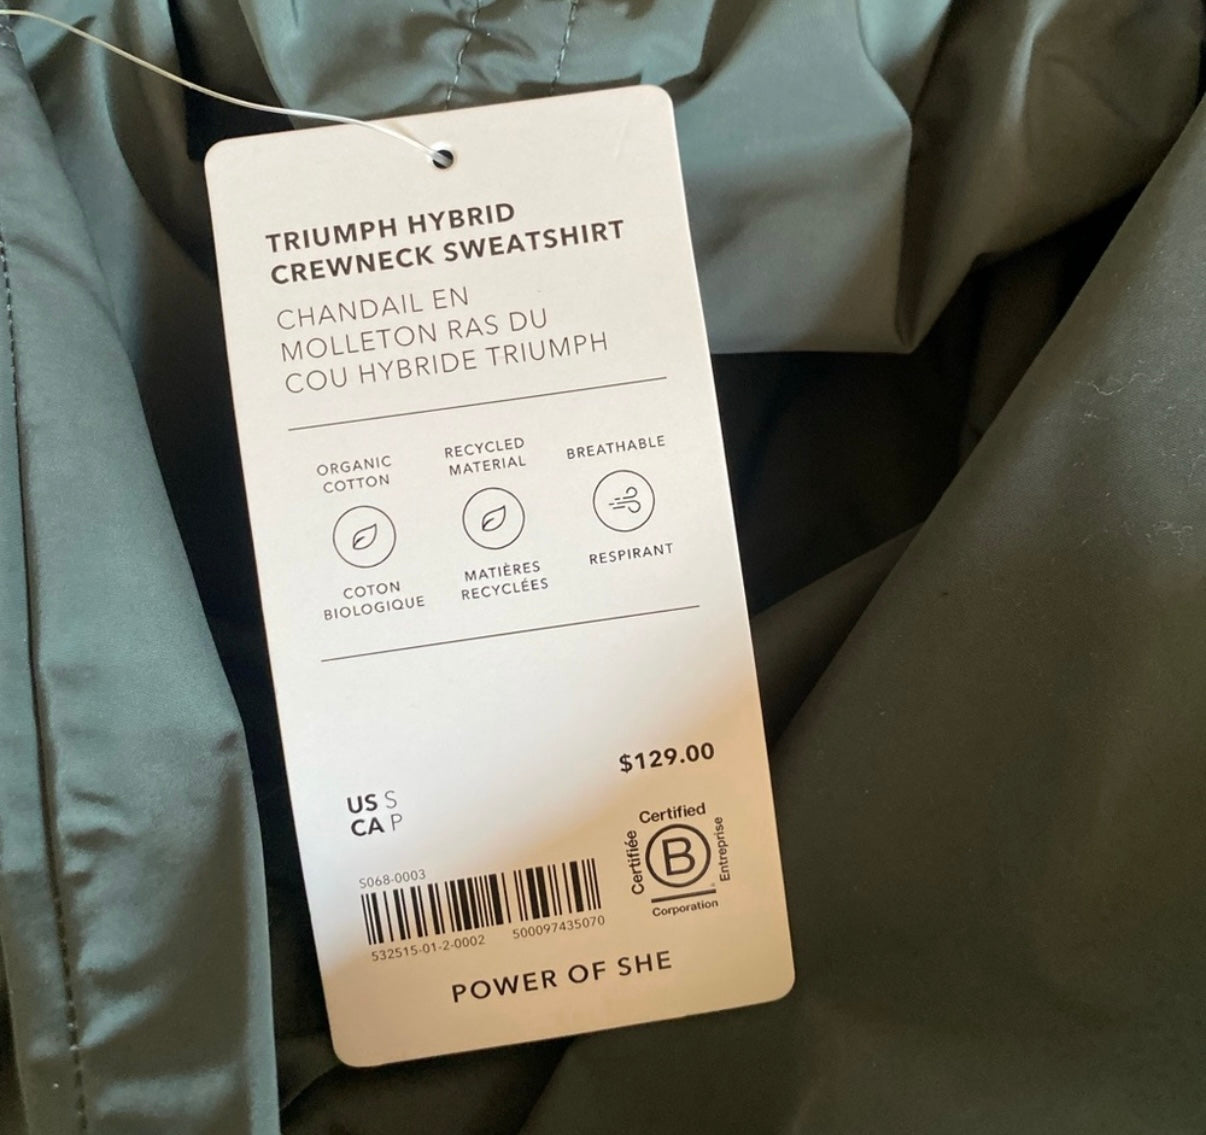 TRIUMPH HYBRID
CREWNECK SWEATSHIRT
CHANDAIL EN
MOLLETON RAS DU
COU HYBRIDE TRIUMPH
ORGANIC
COTTON
RECYCLED
MATERIAL
BREATHABLE
COTON
BIOLOGIQUE
MATIÈRES
RECYCLÉES
RESPIRANT
$129.00
US S
CA P
S068-0003
532515-01-2-0002 500097435070
Certified
Certifiée
B
Entreprise
Corporation
POWER OF SHE